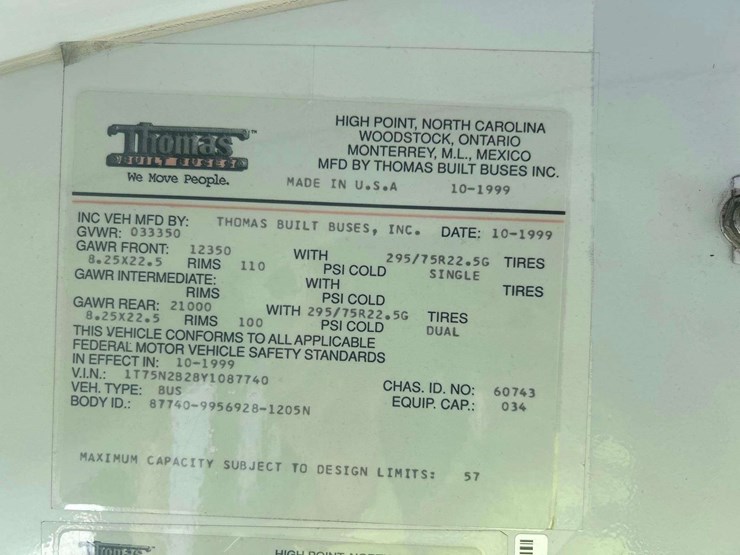 Thomas™
BUILT BUSES®
We Move People.
HIGH POINT, NORTH CAROLINA
WOODSTOCK, ONTARIO
MONTERREY, M.L., MEXICO
MFD BY THOMAS BUILT BUSES INC.
MADE IN U.S.A 10-1999
INC VEH MFD BY: THOMAS BUILT BUSES, INC. DATE: 10-1999
GVWR: 033350
GAWR FRONT: 12350 WITH 295/75R22.5G TIRES
8.25X22.5 RIMS 110 PSI COLD SINGLE
GAWR INTERMEDIATE: WITH TIRES
RIMS PSI COLD
GAWR REAR: 21000 WITH 295/75R22.5G TIRES
8.25X22.5 RIMS 100 PSI COLD DUAL
THIS VEHICLE CONFORMS TO ALL APPLICABLE
FEDERAL MOTOR VEHICLE SAFETY STANDARDS
IN EFFECT IN: 10-1999
V.I.N.: 1T75N2B28Y1087740 CHAS. ID. NO: 60743
VEH. TYPE: BUS EQUIP. CAP.: 034
BODY ID.: 87740-9956928-1205N
MAXIMUM CAPACITY SUBJECT TO DESIGN LIMITS: 57